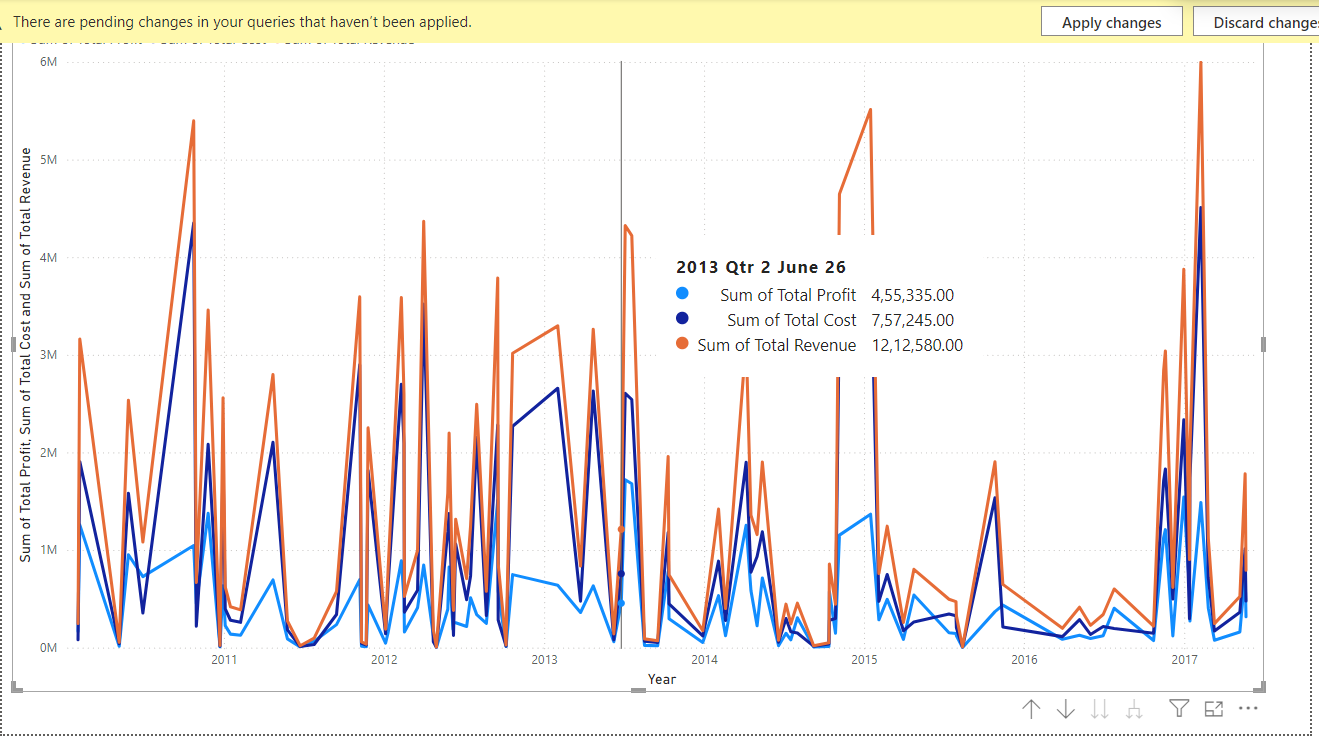 There are pending changes in your queries that haven't been applied.
Apply changes
Discard change
6M
5M
4M
3M
2M
1M
0M
Sum of Total Profit, Sum of Total Cost and Sum of Total Revenue
2013 Qtr 2 June 26
Sum of Total Profit 4,55,335.00
Sum of Total Cost 7,57,245.00
Sum of Total Revenue 12,12,580.00
2011 2012 2013 2014 2015 2016 2017
Year